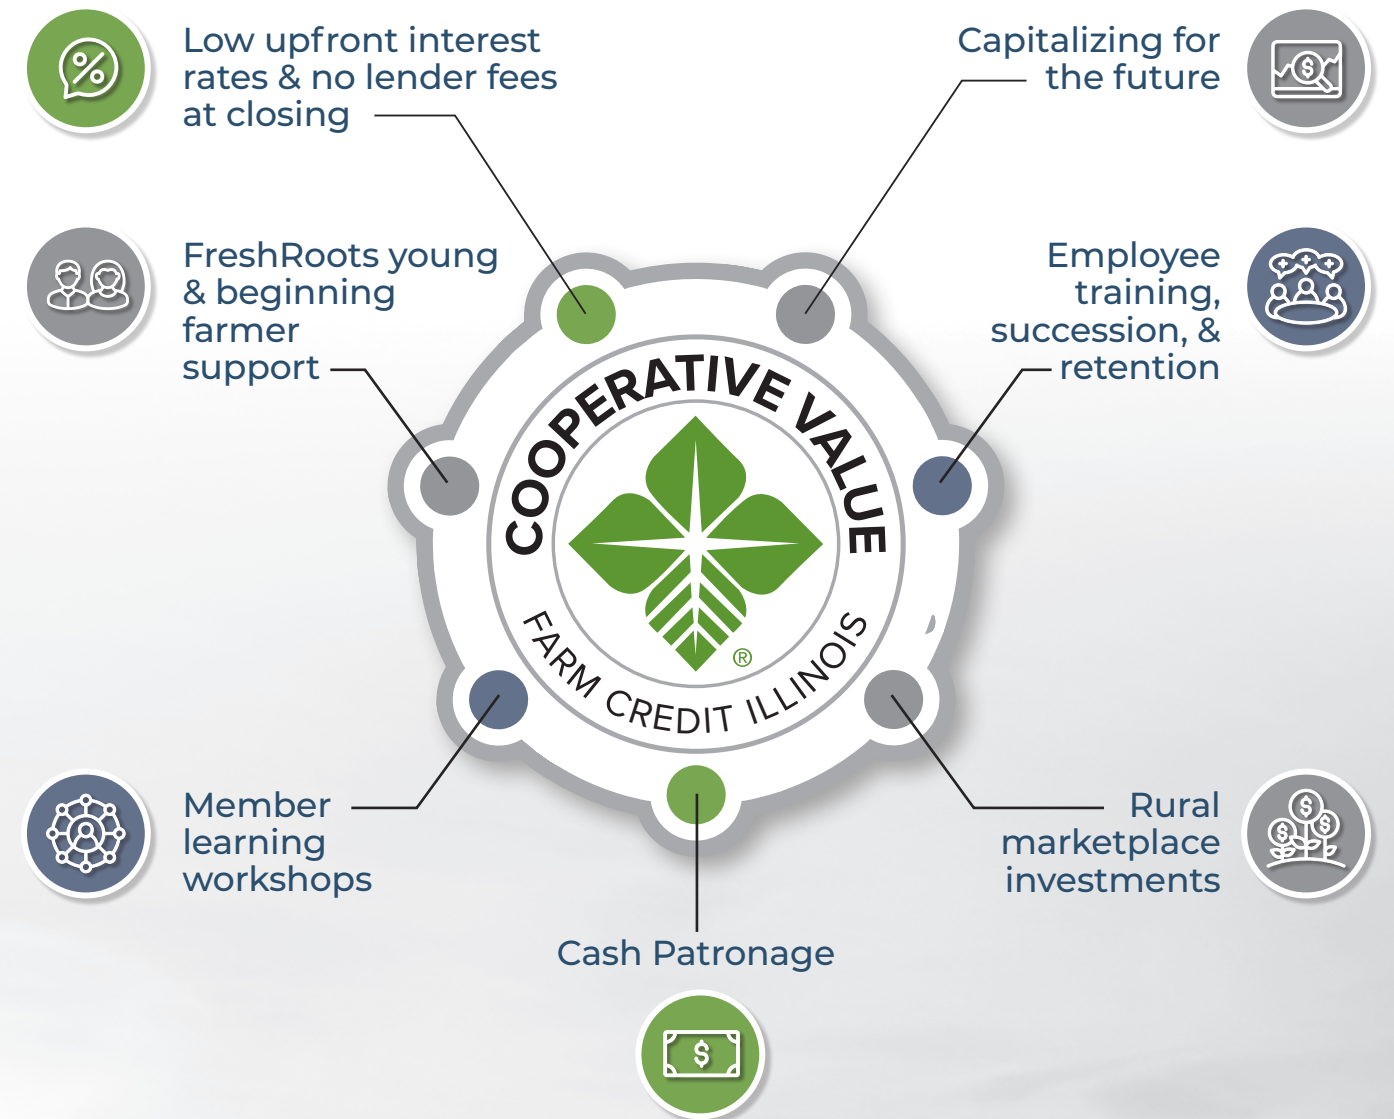 Low upfront interest
rates & no lender fees
at closing
Capitalizing for
the future
FreshRoots young
& beginning
farmer
support
Employee
training,
succession, &
retention
COOPERATIVE VALUE
FARM CREDIT ILLINOIS
®
Member
learning
workshops
Rural
marketplace
investments
Cash Patronage